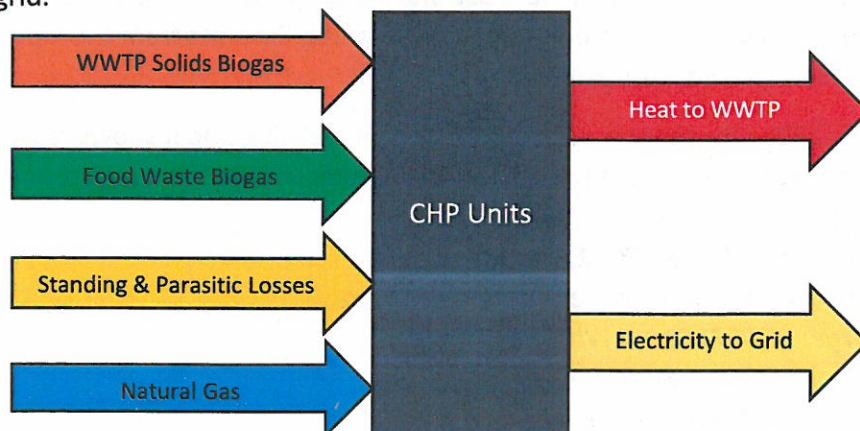 grid.
WWTP Solids Biogas
Heat to WWTP
Food Waste Biogas
CHP Units
Standing & Parasitic Losses
Electricity to Grid
Natural Gas